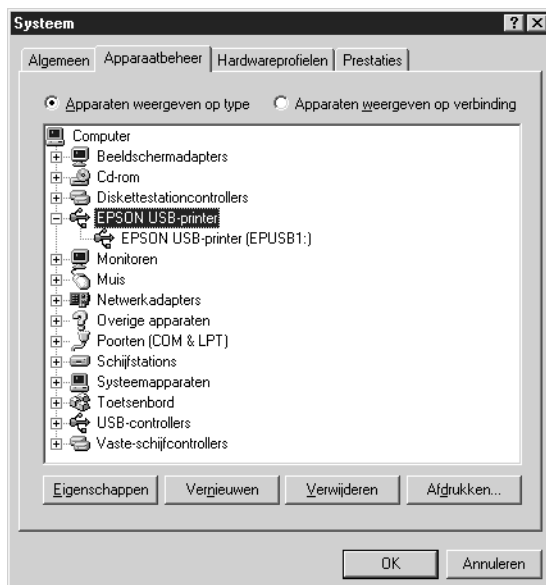 Systeem
Algemeen Apparaatbeheer Hardwareprofielen Prestaties
Apparaten weergeven op type Apparaten weergeven op verbinding
Computer
Beeldschermadapters
Cd-rom
Diskettestationcontrollers
EPSON USB-printer
EPSON USB-printer (EPUSB1:)
Monitoren
Muis
Netwerkadapters
Overige apparaten
Poorten (COM & LPT)
Schijfstations
Systeemapparaten
Toetsenbord
USB-controllers
Vaste-schijfcontrollers
Eigenschappen Vernieuwen Verwijderen Afdrukken...
OK Annuleren